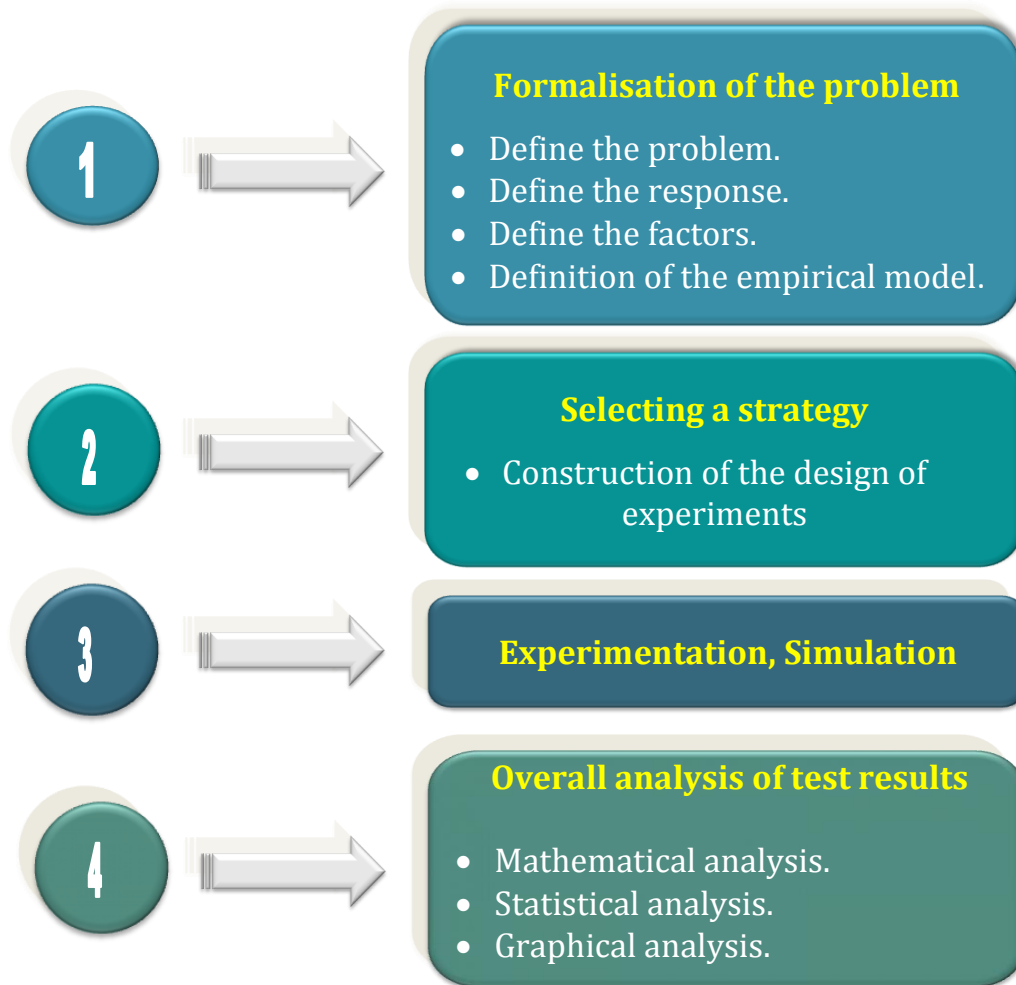 1
Formalisation of the problem
• Define the problem.
• Define the response.
• Define the factors.
• Definition of the empirical model.
2
Selecting a strategy
• Construction of the design of
experiments
3
Experimentation, Simulation
4
Overall analysis of test results
• Mathematical analysis.
• Statistical analysis.
• Graphical analysis.